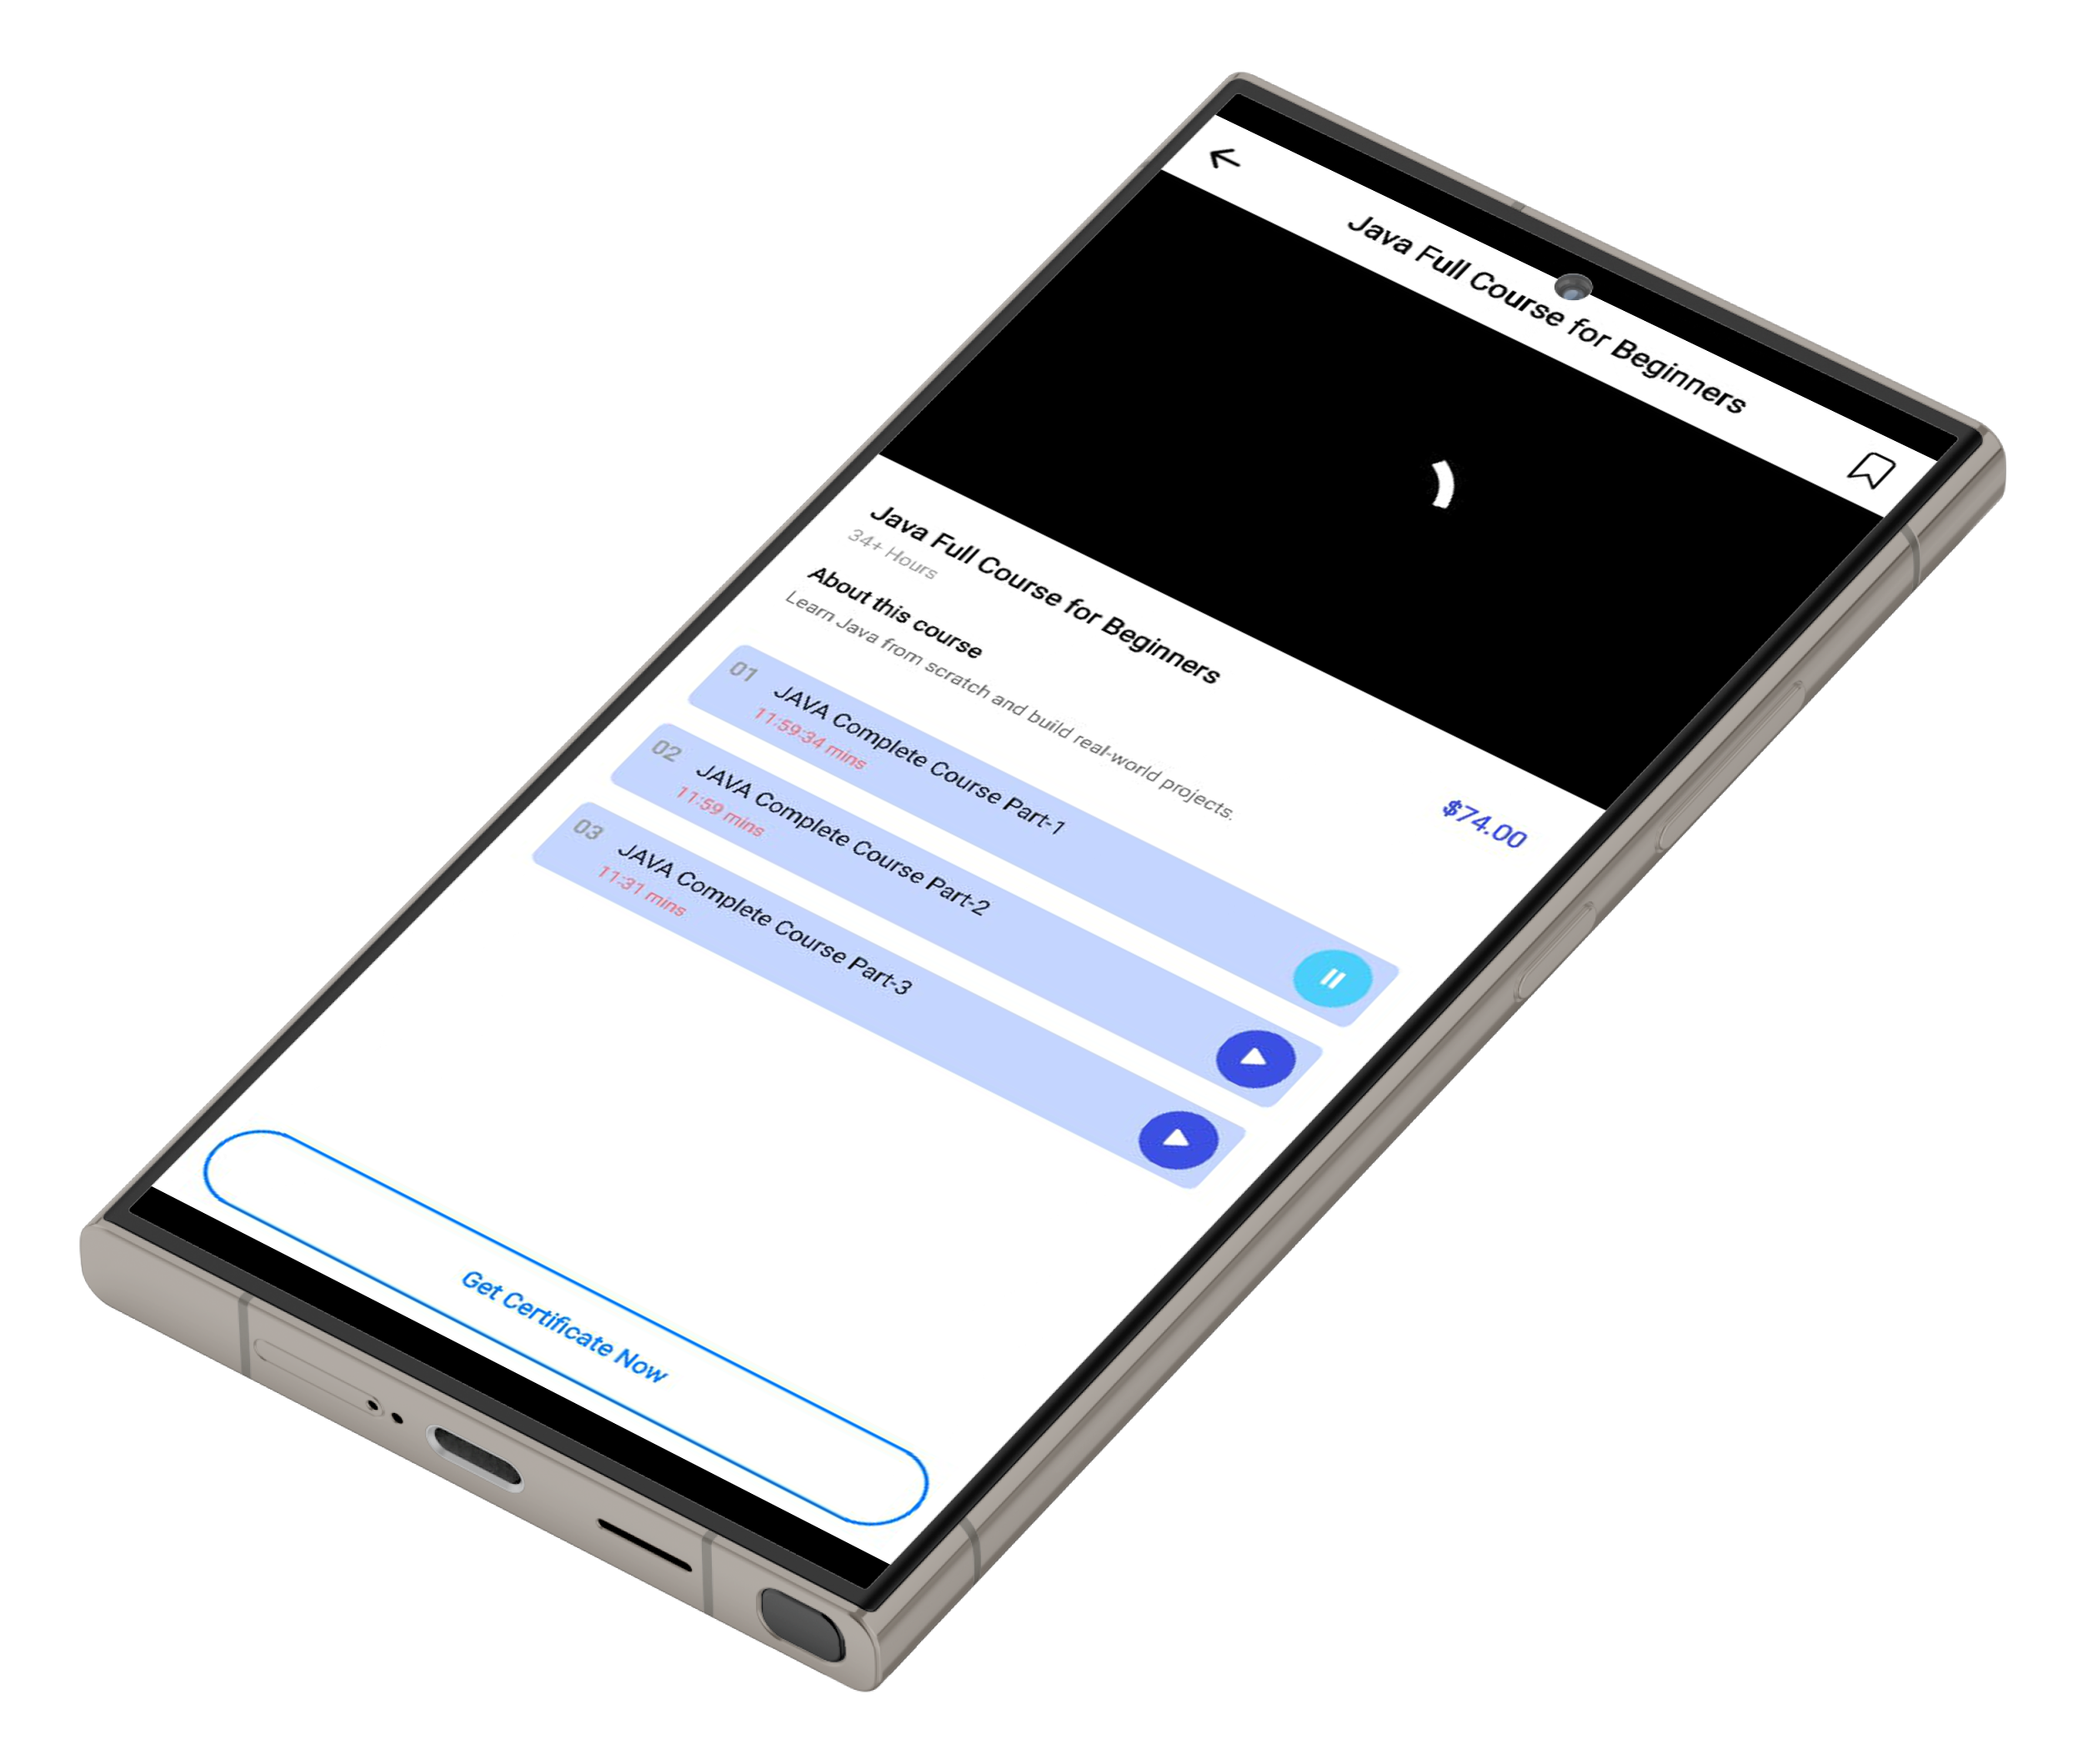 Java Full Course for Beginners
Java Full Course for Beginners
34+ Hours
$74.00
About this course
Learn Java from scratch and build real-world projects.
01
JAVA Complete Course Part-1
11:59:34 mins
02
JAVA Complete Course Part-2
11:59 mins
03
JAVA Complete Course Part-3
11:31 mins
Get Certificate Now